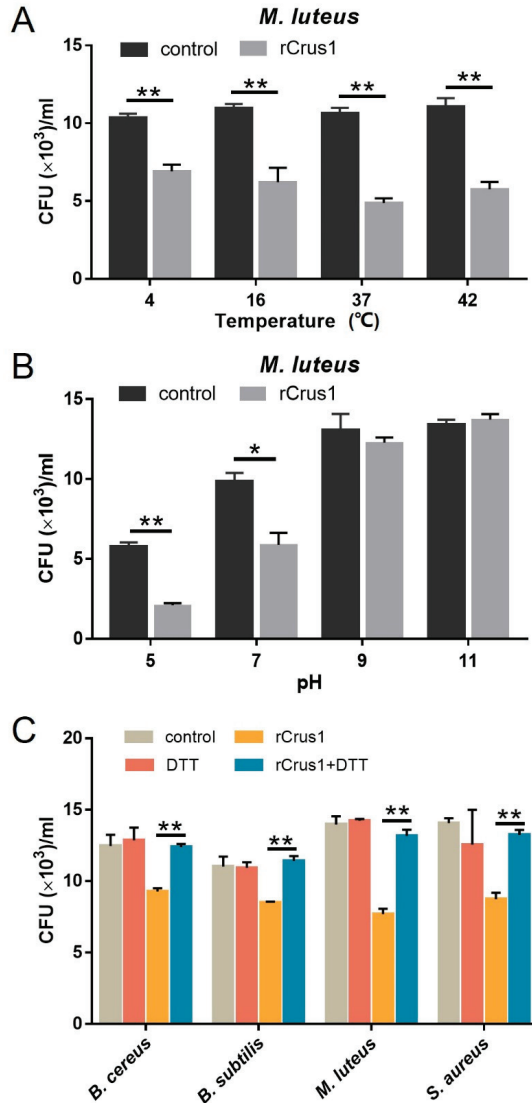 A
M. luteus
control rCrus1
** ** ** **
15
10
5
0
CFU (×10³)/ml
4 16 37 42
Temperature (℃)
B
M. luteus
control rCrus1
** *
15
10
5
0
CFU (×10³)/ml
5 7 9 11
pH
C
control rCrus1
DTT rCrus1+DTT
** ** ** **
20
15
10
5
0
CFU (×10³)/ml
B. cereus B. subtilis M. luteus S. aureus